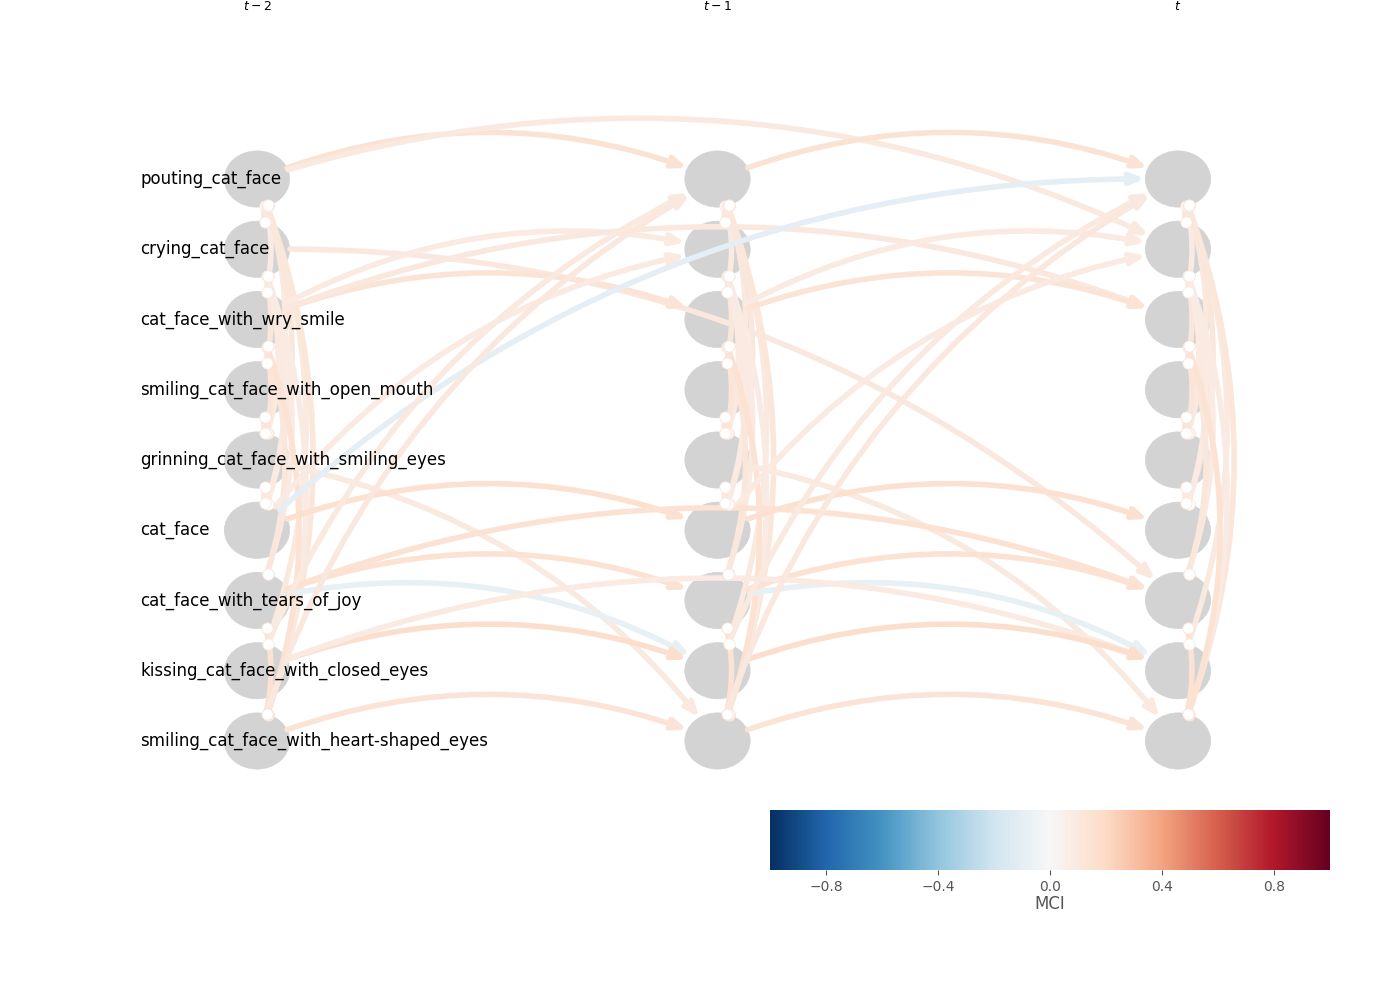 t − 2 t − 1 t
pouting_cat_face
crying_cat_face
cat_face_with_wry_smile
smiling_cat_face_with_open_mouth
grinning_cat_face_with_smiling_eyes
cat_face
cat_face_with_tears_of_joy
kissing_cat_face_with_closed_eyes
smiling_cat_face_with_heart-shaped_eyes
−0.8 −0.4 0.0 0.4 0.8
MCI